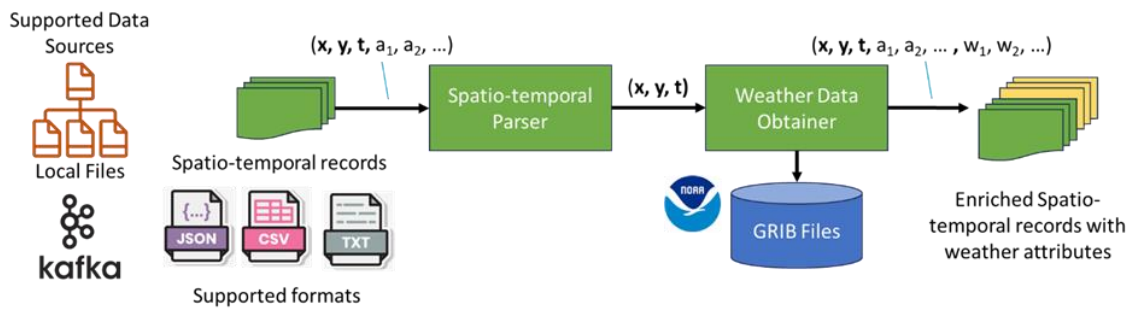 Supported Data
Sources
Local Files
kafka
(x, y, t, a₁, a₂, …)
Spatio-temporal records
{...}
JSON
CSV
TXT
Supported formats
Spatio-temporal
Parser
(x, y, t)
Weather Data
Obtainer
NOAA
GRIB Files
(x, y, t, a₁, a₂, … , w₁, w₂, …)
Enriched Spatio-
temporal records with
weather attributes